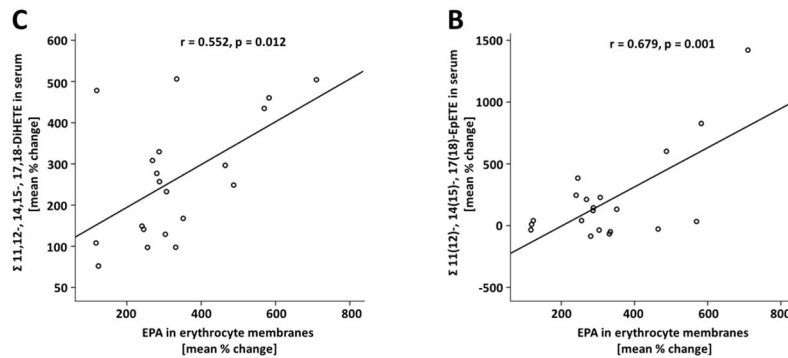 C
r = 0.552, p = 0.012
Σ 11,12-, 14,15-, 17,18-DiHETE in serum
[mean % change]
600
500
400
300
200
100
50
200
400
600
800
EPA in erythrocyte membranes
[mean % change]
B
r = 0.679, p = 0.001
Σ 11(12)-, 14(15)-, 17(18)-EpETE in serum
[mean % change]
1500
1000
500
0
-500
200
400
600
800
EPA in erythrocyte membranes
[mean % change]